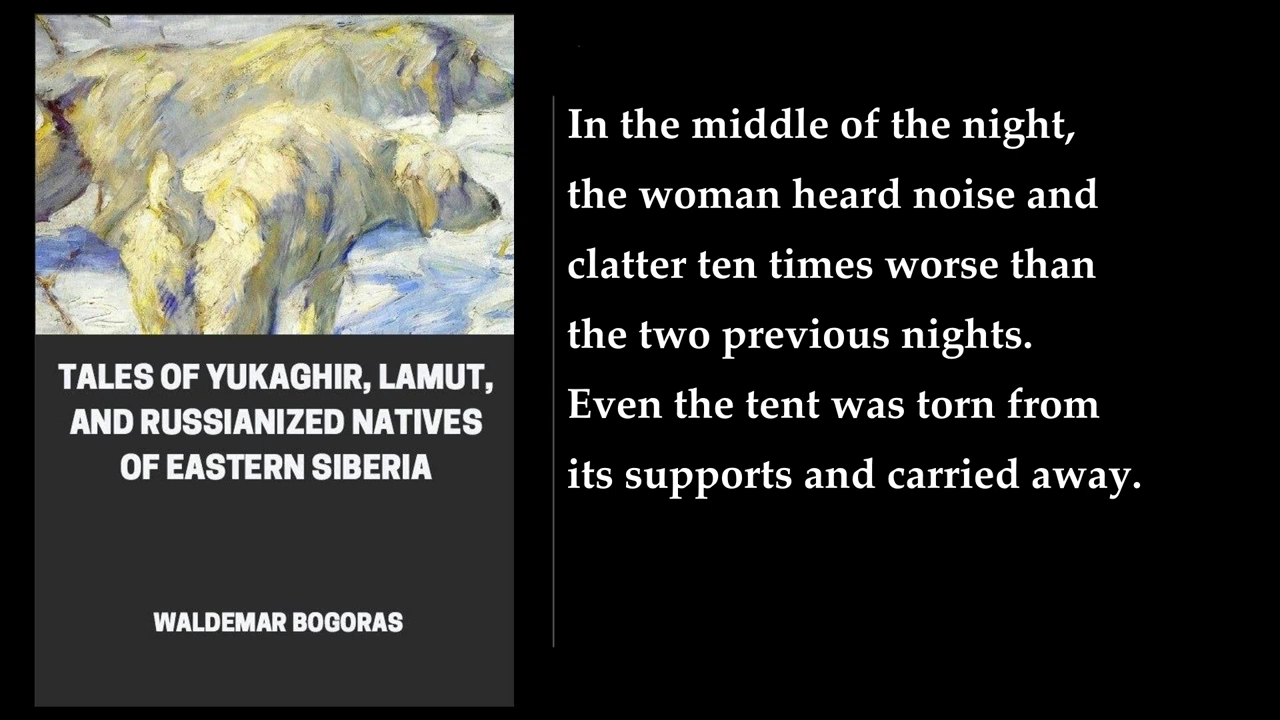 TALES OF YUKAGHIR, LAMUT,
AND RUSSIANIZED NATIVES
OF EASTERN SIBERIA
WALDEMAR BOGORAS
In the middle of the night,
the woman heard noise and
clatter ten times worse than
the two previous nights.
Even the tent was torn from
its supports and carried away.